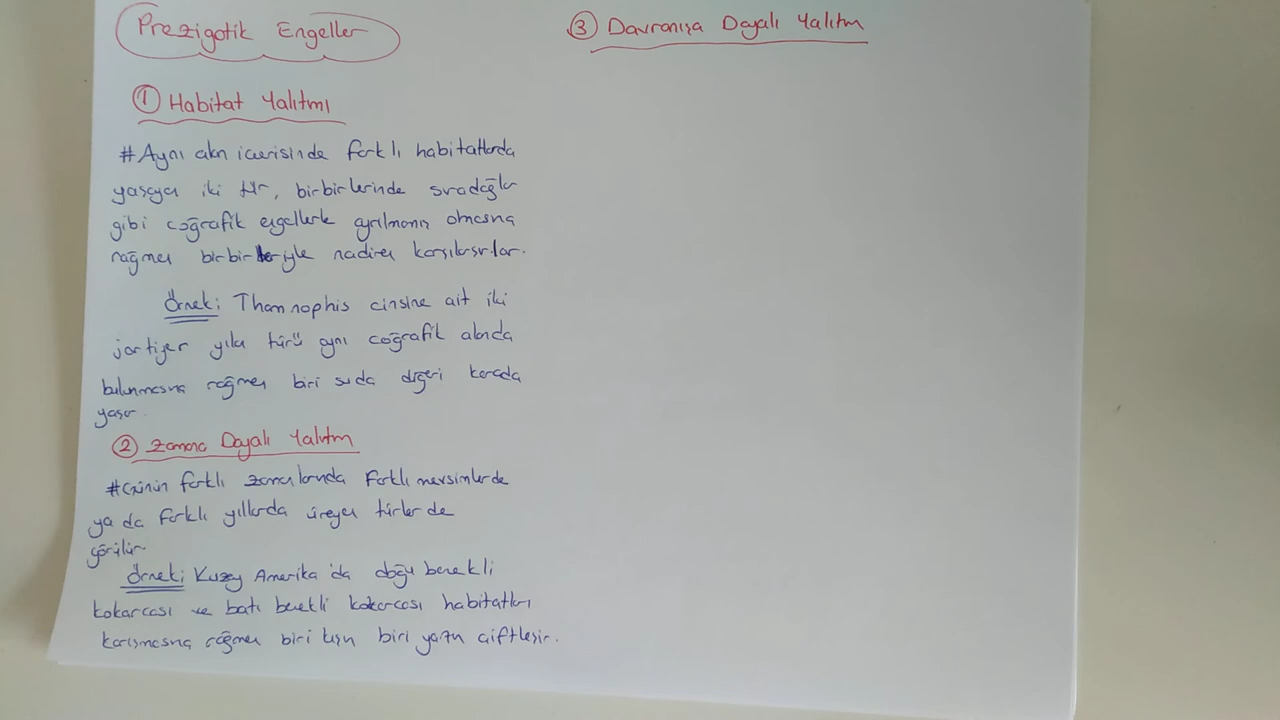 Prezigotik Engeller
① Habitat Yalıtımı
#Aynı alan içerisinde farklı habitatlarda
yaşayan iki tür, birbirlerinde sıradağlar
gibi coğrafik engellerle ayrılmanın olmasına
rağmen birbirleriyle nadiren karşılaşırlar.
Örnek: Thamnophis cinsine ait iki
jartiyer yılan türü aynı coğrafik alanda
bulunmasına rağmen biri suda diğeri karada
yaşar.
② Zamana Dayalı Yalıtım
#Günün farklı zamanlarında farklı mevsimlerde
ya da farklı yıllarda üreyen türlerde
görülür.
Örnek: Kuzey Amerika'da doğu benekli
kokarcası ve batı benekli kokarcası habitatları
karışmasına rağmen biri kışın biri yazın çiftleşir.
③ Davranışa Dayalı Yalıtım